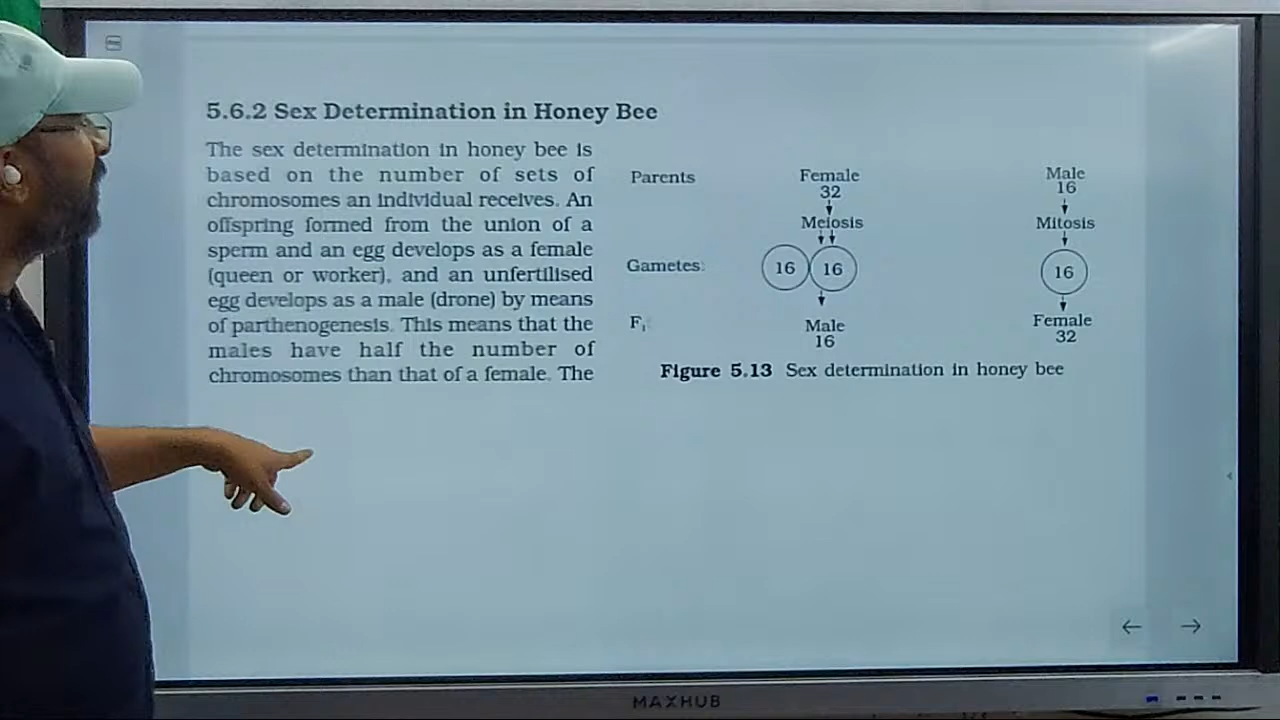 5.6.2 Sex Determination in Honey Bee
The sex determination in honey bee is
based on the number of sets of
chromosomes an individual receives. An
offspring formed from the union of a
sperm and an egg develops as a female
(queen or worker), and an unfertilised
egg develops as a male (drone) by means
of parthenogenesis. This means that the
males have half the number of
chromosomes than that of a female. The
Parents Female Male
32 16
Meiosis Mitosis
Gametes: 16 16 16
F₁ Male Female
16 32
Figure 5.13 Sex determination in honey bee
MAXHUB